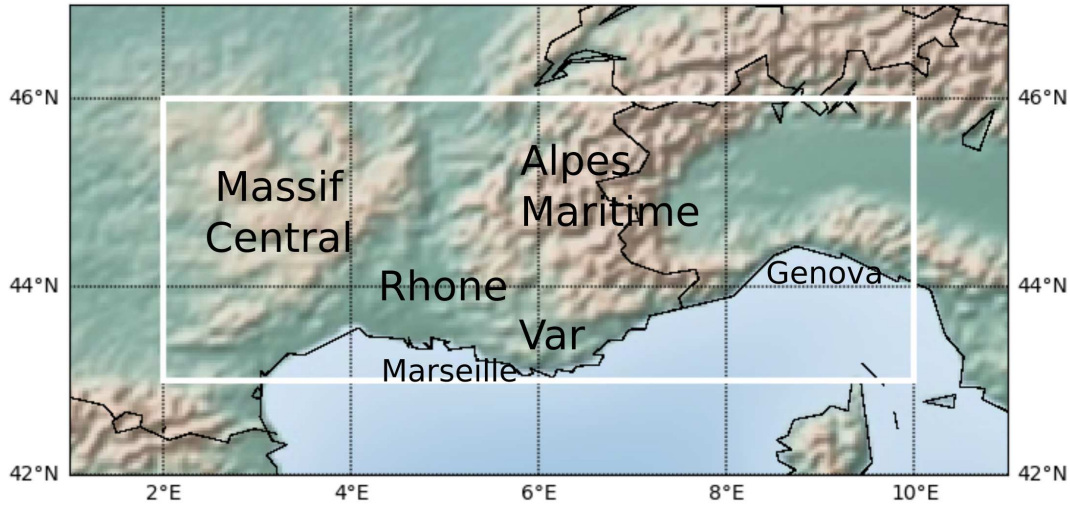 46°N
46°N
Alpes
Massif
Maritime
Central
Genova
44°N
Rhone
44°N
Var
Marseille
42°N
42°N
2°E
4°E
6°E
8°E
10°E